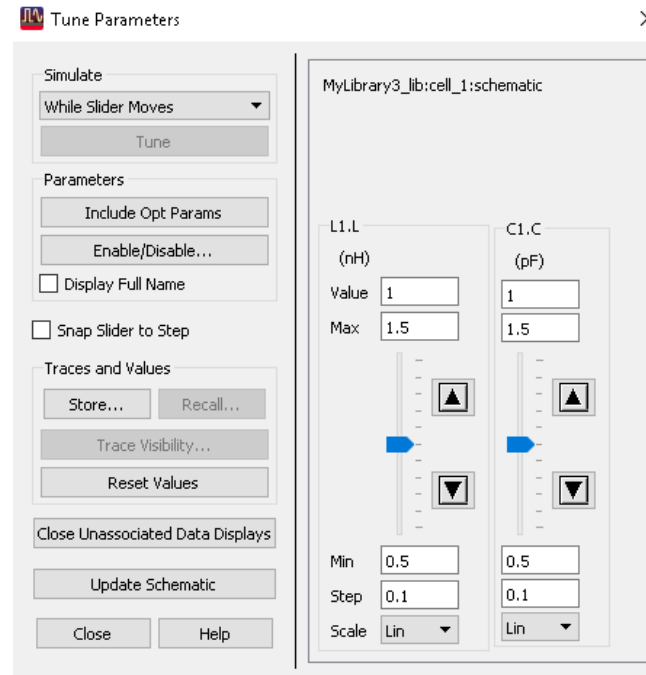 Tune Parameters
Simulate
While Slider Moves
Tune
Parameters
Include Opt Params
Enable/Disable...
Display Full Name
Snap Slider to Step
Traces and Values
Store... Recall...
Trace Visibility...
Reset Values
Close Unassociated Data Displays
Update Schematic
Close Help
MyLibrary3_lib:cell_1:schematic
L1.L C1.C
(nH) (pF)
Value 1 1
Max 1.5 1.5
Min 0.5 0.5
Step 0.1 0.1
Scale Lin Lin